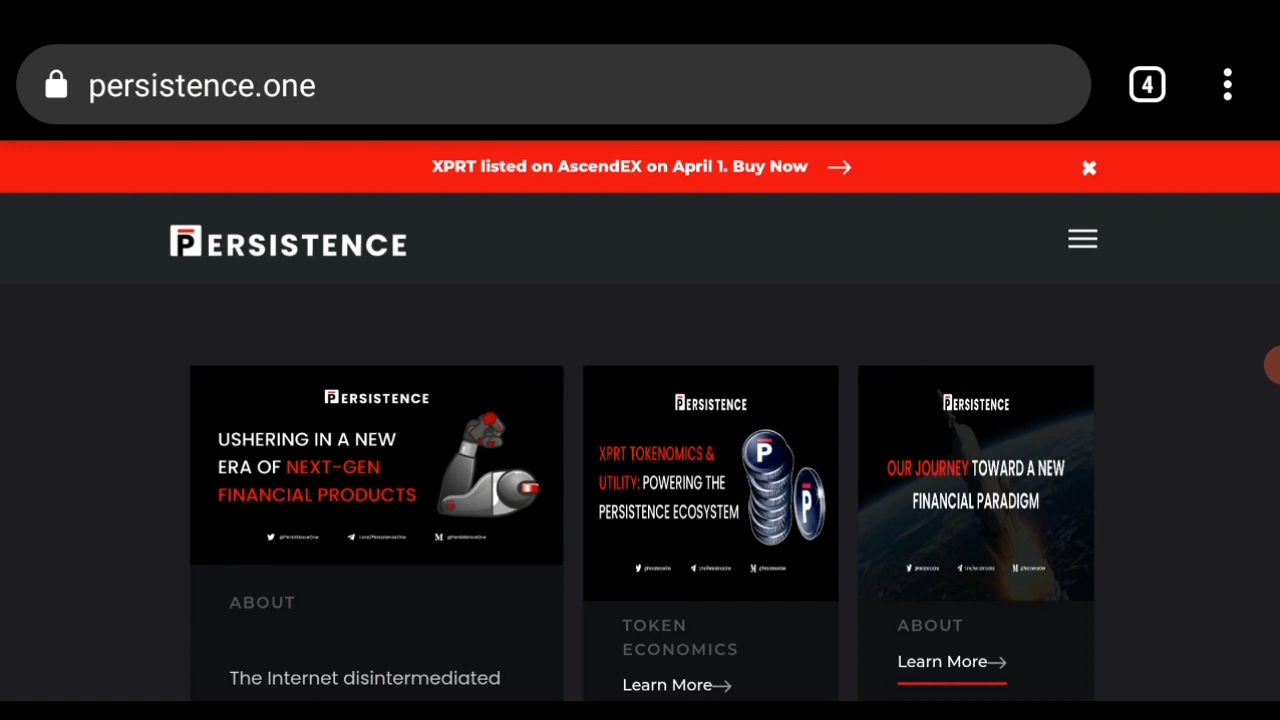 persistence.one
4
XPRT listed on AscendEX on April 1. Buy Now
PERSISTENCE
PERSISTENCE
USHERING IN A NEW
ERA OF NEXT-GEN
FINANCIAL PRODUCTS
ABOUT
The Internet disintermediated
PERSISTENCE
XPRT TOKENOMICS &
UTILITY: POWERING THE
PERSISTENCE ECOSYSTEM
TOKEN
ECONOMICS
Learn More
PERSISTENCE
OUR JOURNEY TOWARD A NEW
FINANCIAL PARADIGM
ABOUT
Learn More